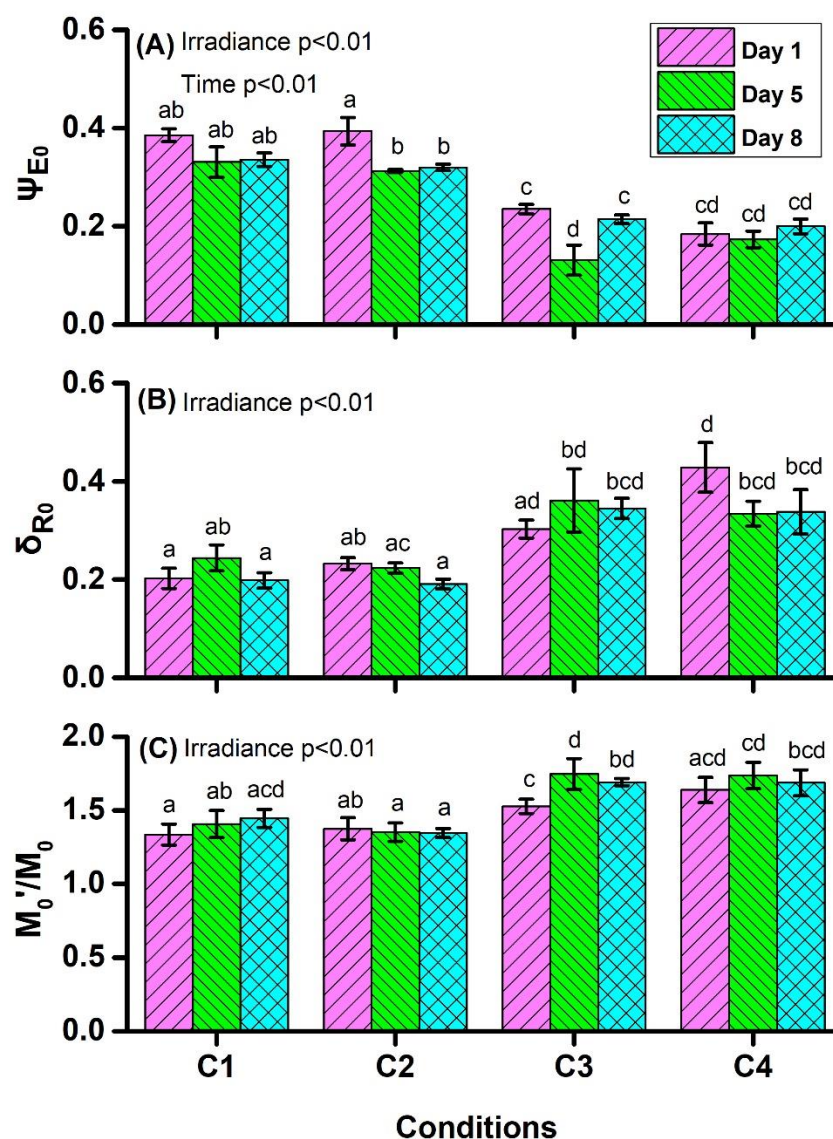 0.6
(A) Irradiance p<0.01
Time p<0.01
Day 1
Day 5
Day 8
ab
ab
ab
a
b
b
c
d
c
cd
cd
cd
0.4
0.2
0.0
ΨE0
0.6
(B) Irradiance p<0.01
a
ab
a
ab
ac
a
ad
bd
bcd
d
bcd
bcd
0.4
0.2
0.0
δR0
2.0
(C) Irradiance p<0.01
a
ab
acd
ab
a
a
c
d
bd
acd
cd
bcd
1.5
1.0
0.5
0.0
M0'/M0
C1 C2 C3 C4
Conditions